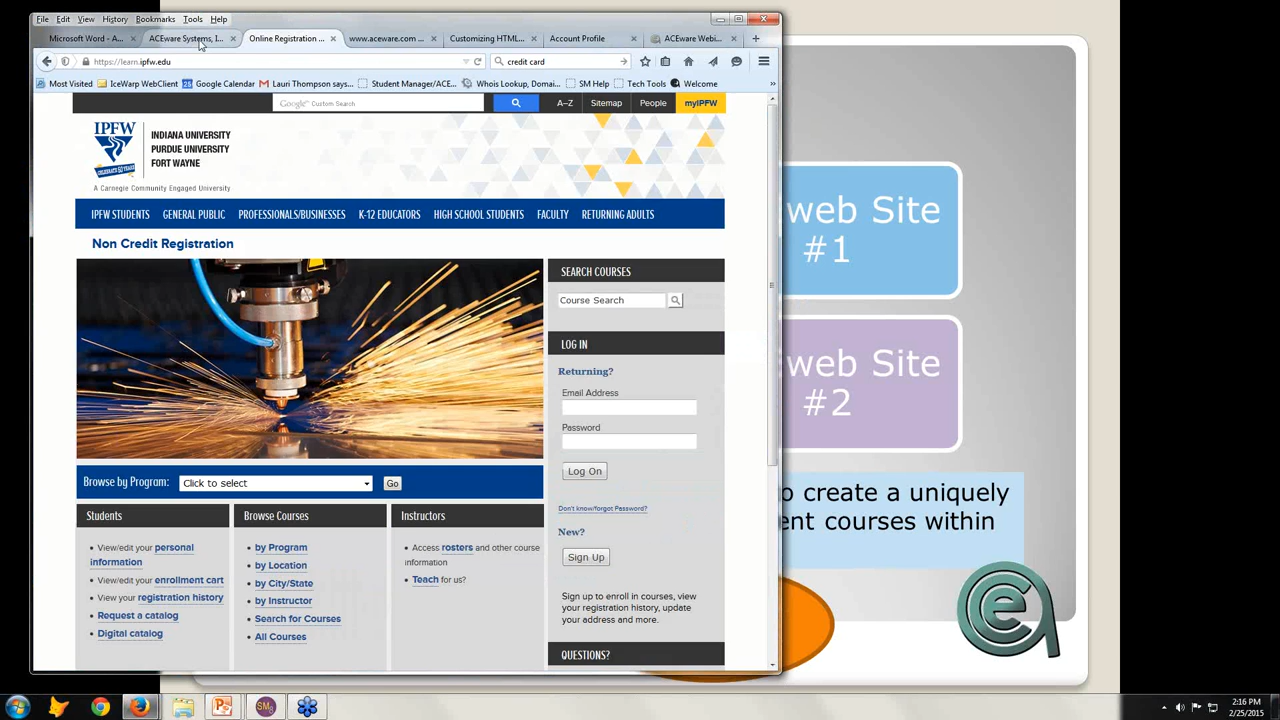 File Edit View History Bookmarks Tools Help
Microsoft Word - A... × ACEware Systems, I... × Online Registration ... × www.aceware.com ... × Customizing HTML... × Account Profile × ACEware Webi... × +
https://learn.ipfw.edu
credit card
Most Visited IceWarp WebClient 25 Google Calendar Lauri Thompson says... Student Manager/ACE... Whois Lookup, Domai... SM Help Tech Tools Welcome »
Google Custom Search A–Z Sitemap People myIPFW
IPFW
CELEBRATE 50 YEARS
INDIANA UNIVERSITY
PURDUE UNIVERSITY
FORT WAYNE
A Carnegie Community Engaged University
IPFW STUDENTS GENERAL PUBLIC PROFESSIONALS/BUSINESSES K-12 EDUCATORS HIGH SCHOOL STUDENTS FACULTY RETURNING ADULTS
Non Credit Registration
SEARCH COURSES
Course Search
LOG IN
Returning?
Email Address
Password
Log On
Don't know/forgot Password?
New?
Sign Up
Sign up to enroll in courses, view
your registration history, update
your address and more.
QUESTIONS?
Browse by Program: Click to select Go
Students
• View/edit your personal
information
• View/edit your enrollment cart
• View your registration history
• Request a catalog
• Digital catalog
Browse Courses
• by Program
• by Location
• by City/State
• by Instructor
• Search for Courses
• All Courses
Instructors
• Access rosters and other course
information
• Teach for us?
web Site
#1
web Site
#2
o create a uniquely
ent courses within
2:16 PM
2/25/2015